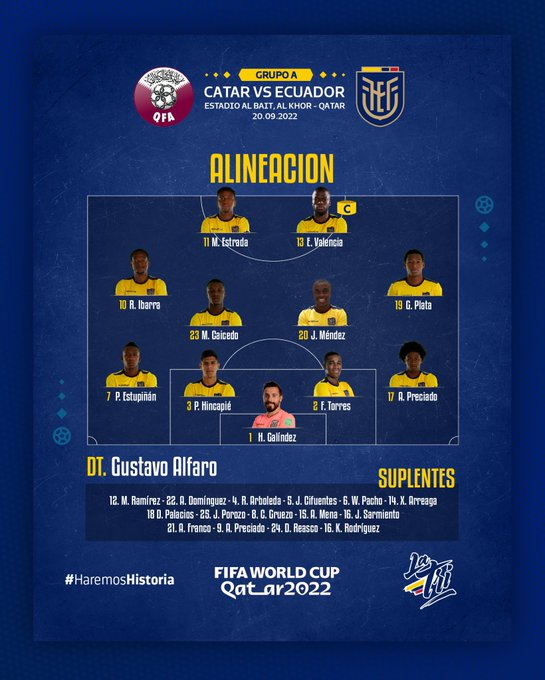 QFA
GRUPO A
CATAR VS ECUADOR
ESTADIO AL BAIT, AL KHOR - QATAR
20.09.2022
FEF
ALINEACION
C
11 M. Estrada
13 E. Valencia
10 R. Ibarra
19 G. Plata
23 M. Caicedo
20 J. Méndez
7 P. Estupiñán
3 P. Hincapié
2 F. Torres
17 A. Preciado
1 H. Galíndez
DT. Gustavo Alfaro
SUPLENTES
12. M. Ramírez - 22. A. Domínguez - 4. R. Arboleda - 5. J. Cifuentes - 6. W. Pacho - 14. X. Arreaga
18 D. Palacios - 25. J. Porozo - 8. C. Gruezo - 15. A. Mena - 16. J. Sarmiento
21. A. Franco - 9. A. Preciado - 24. D. Reasco - 16. K. Rodríguez
#HaremosHistoria
FIFA WORLD CUP
Qatar2022
La Tri